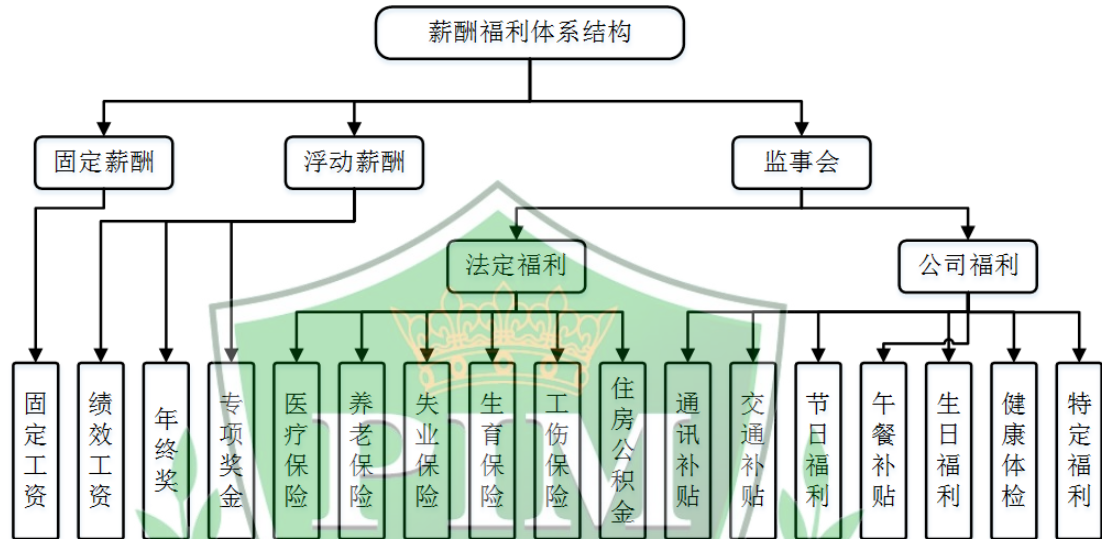 薪酬福利体系结构
固定薪酬
浮动薪酬
监事会
法定福利
公司福利
固定工资
绩效工资
年终奖
专项奖金
医疗保险
养老保险
失业保险
生育保险
工伤保险
住房公积金
通讯补贴
交通补贴
节日福利
午餐补贴
生日福利
健康体检
特定福利
PIM